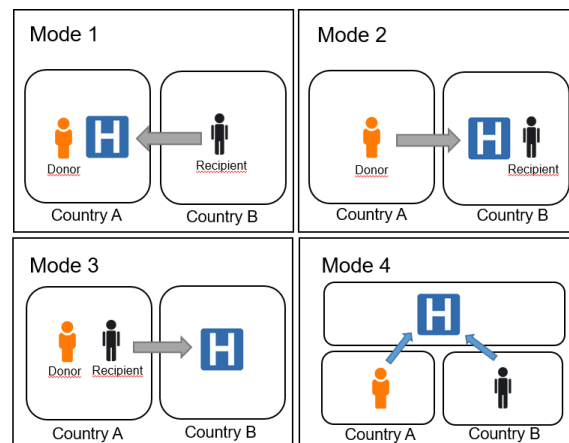 Mode 1
H
Donor
Recipient
Country A
Country B
Mode 2
H
Donor
Recipient
Country A
Country B
Mode 3
H
Donor
Recipient
Country A
Country B
Mode 4
H
Country A
Country B